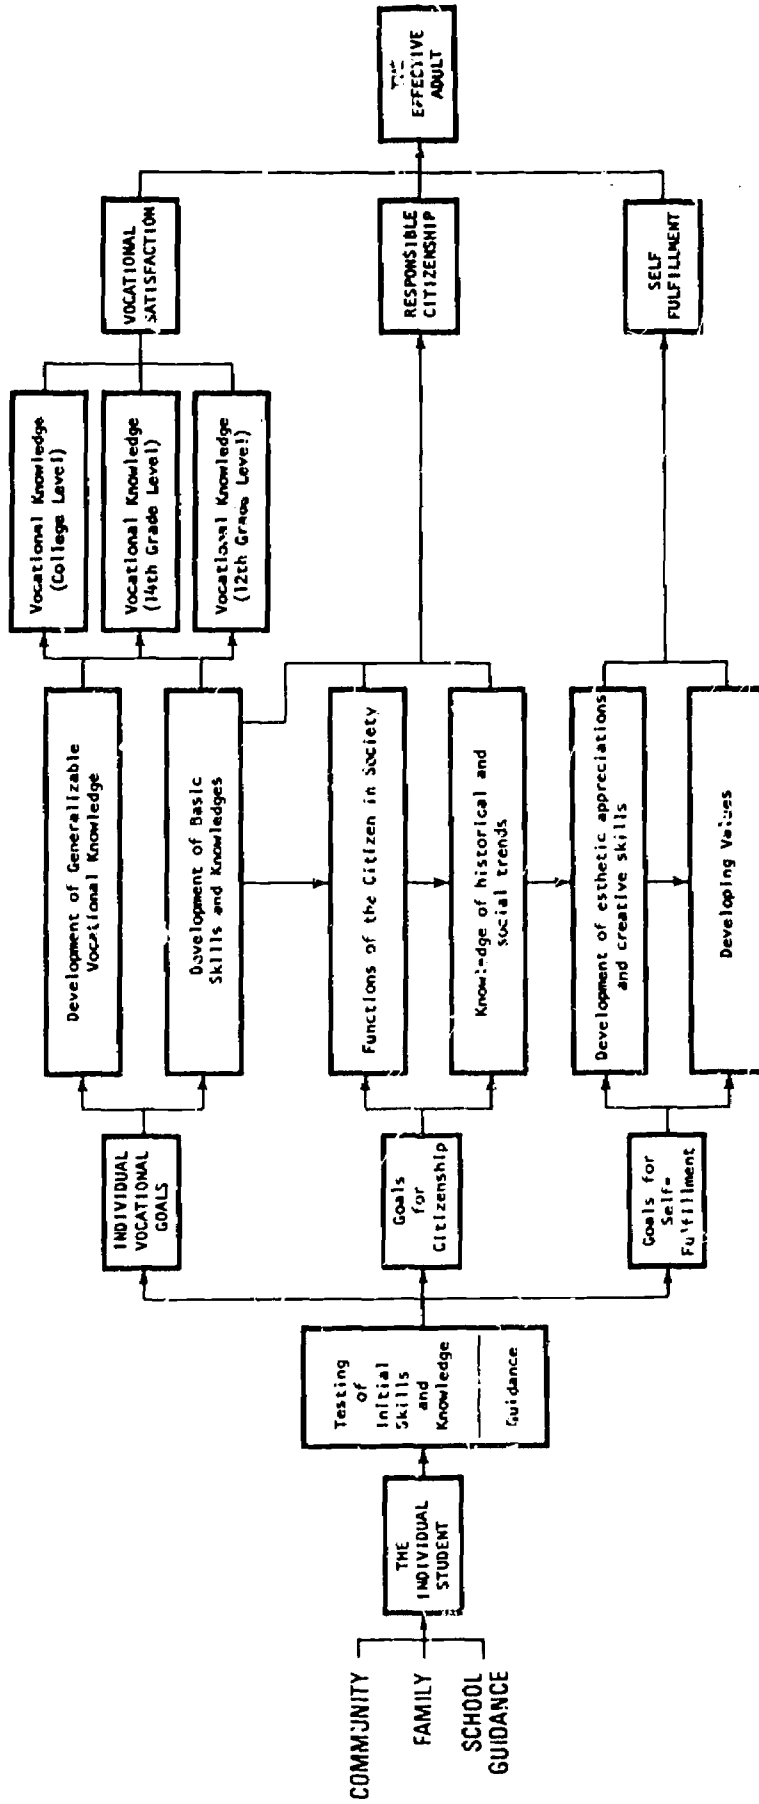 COMMUNITY
FAMILY
SCHOOL
GUIDANCE
THE
INDIVIDUAL
STUDENT
Testing
of
Initial
Skills
and
Knowledge
Guidance
INDIVIDUAL
VOCATIONAL
GOALS
Goals
for
Citizenship
Goals for
Self-
Fulfillment
Development of Generalizable
Vocational Knowledge
Development of Basic
Skills and Knowledges
Functions of the Citizen in Society
Knowledge of historical and
social trends
Development of esthetic appreciations
and creative skills
Developing Values
Vocational Knowledge
(College Level)
Vocational Knowledge
(14th Grade Level)
Vocational Knowledge
(12th Grade Level)
VOCATIONAL
SATISFACTION
RESPONSIBLE
CITIZENSHIP
SELF
FULFILLMENT
THE
EFFECTIVE
ADULT